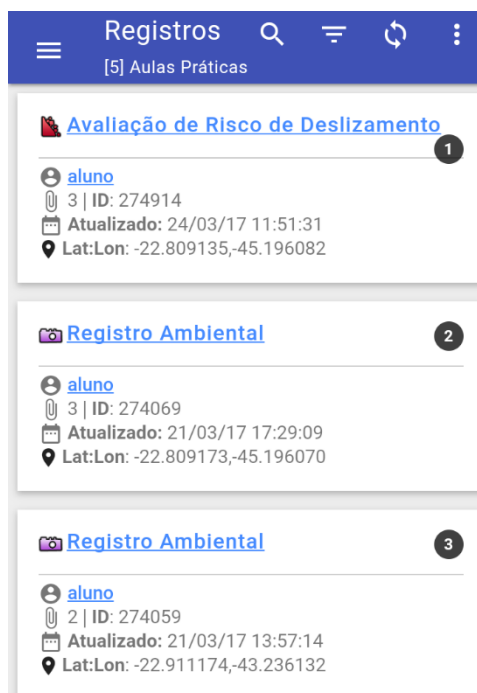 Registros
[5] Aulas Práticas
Avaliação de Risco de Deslizamento
1
aluno
3 | ID: 274914
Atualizado: 24/03/17 11:51:31
Lat:Lon: -22.809135,-45.196082
Registro Ambiental
2
aluno
3 | ID: 274069
Atualizado: 21/03/17 17:29:09
Lat:Lon: -22.809173,-45.196070
Registro Ambiental
3
aluno
2 | ID: 274059
Atualizado: 21/03/17 13:57:14
Lat:Lon: -22.911174,-43.236132